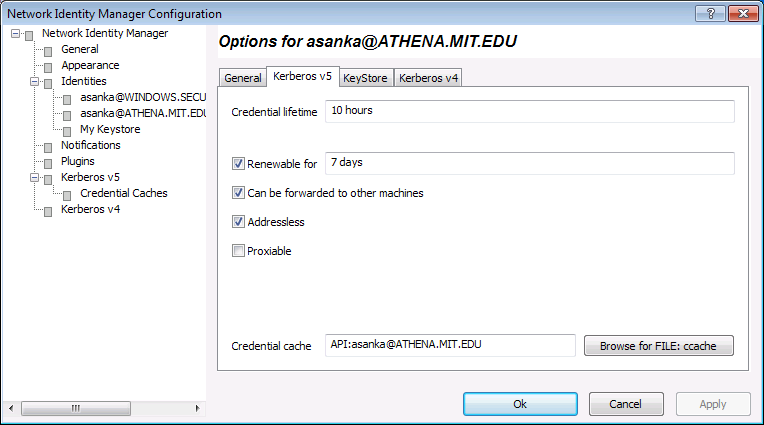 Network Identity Manager Configuration
Network Identity Manager
General
Appearance
Identities
asanka@WINDOWS.SECU
asanka@ATHENA.MIT.EDU
My Keystore
Notifications
Plugins
Kerberos v5
Credential Caches
Kerberos v4
Options for asanka@ATHENA.MIT.EDU
General Kerberos v5 KeyStore Kerberos v4
Credential lifetime 10 hours
Renewable for 7 days
Can be forwarded to other machines
Addressless
Proxiable
Credential cache API:asanka@ATHENA.MIT.EDU Browse for FILE: ccache
Ok Cancel Apply